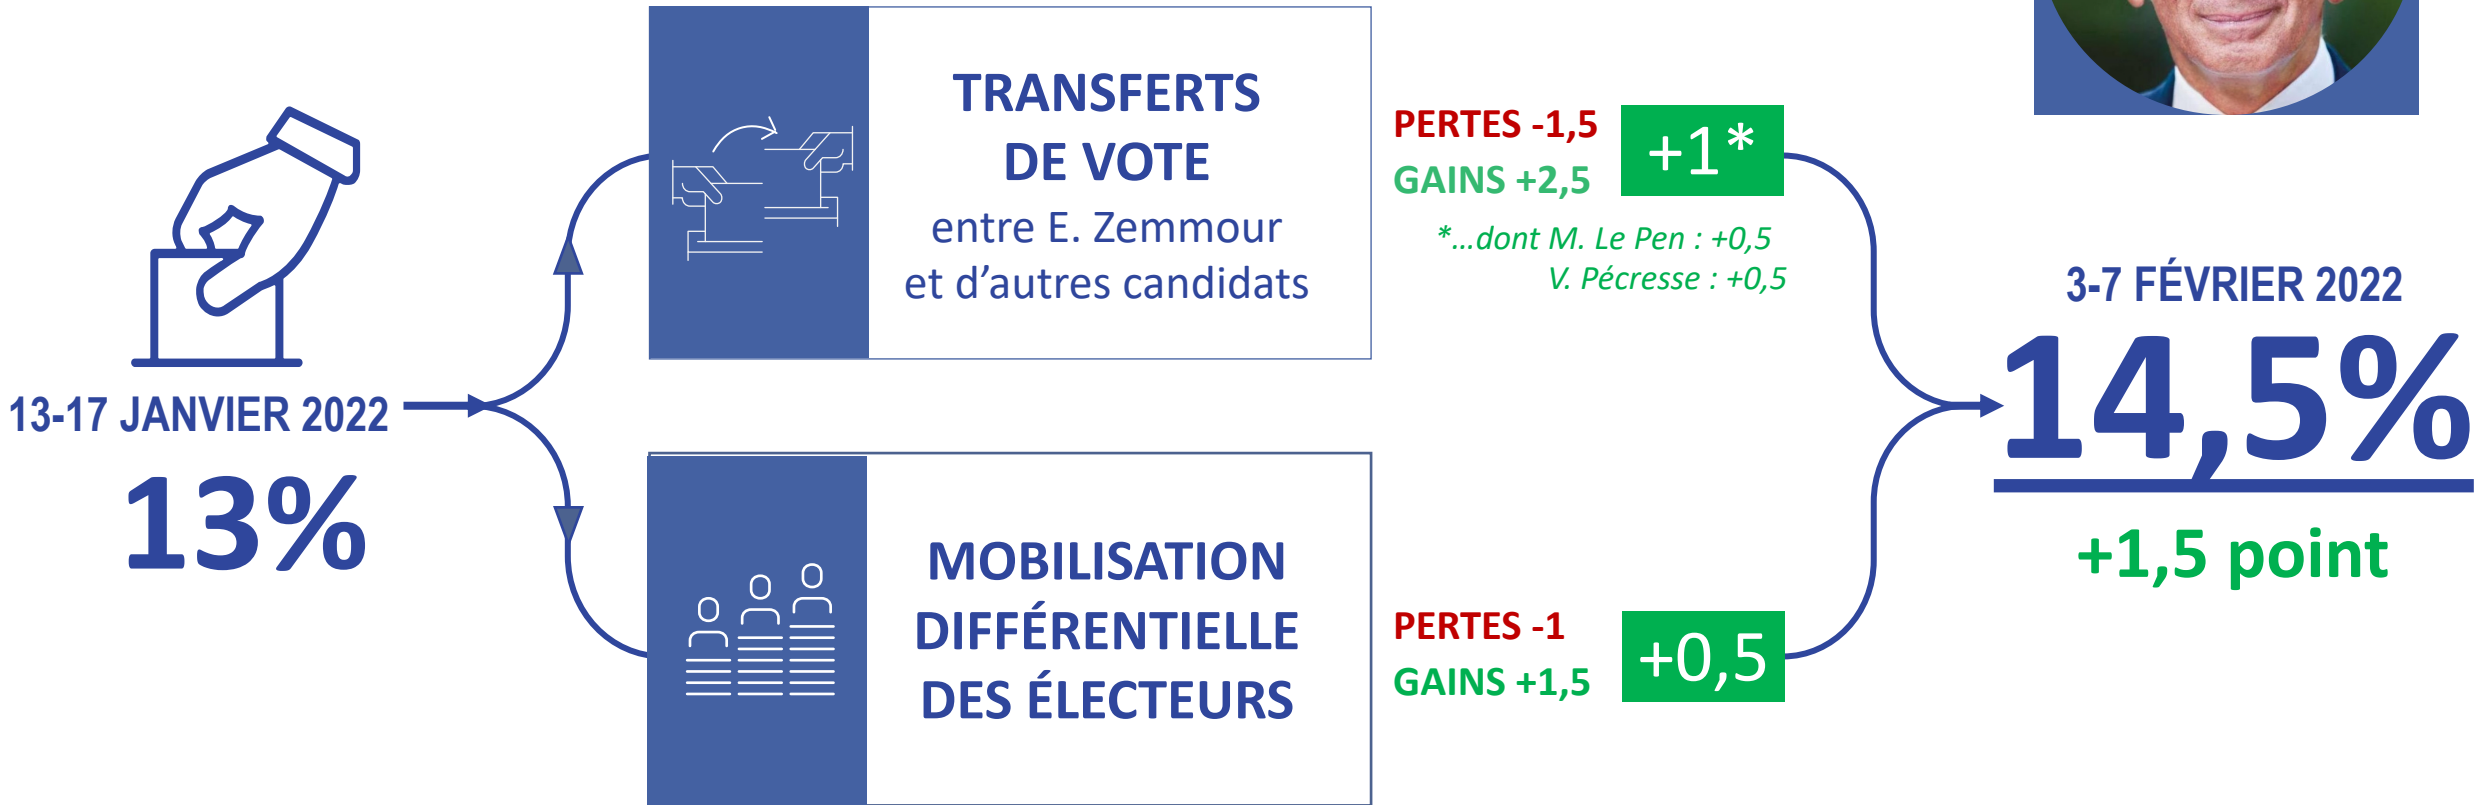 13-17 JANVIER 2022
13%
TRANSFERTS
DE VOTE
entre E. Zemmour
et d'autres candidats
PERTES -1,5
GAINS +2,5
+1*
*...dont M. Le Pen : +0,5
V. Pécresse : +0,5
MOBILISATION
DIFFÉRENTIELLE
DES ÉLECTEURS
PERTES -1
GAINS +1,5
+0,5
3-7 FÉVRIER 2022
14,5%
+1,5 point